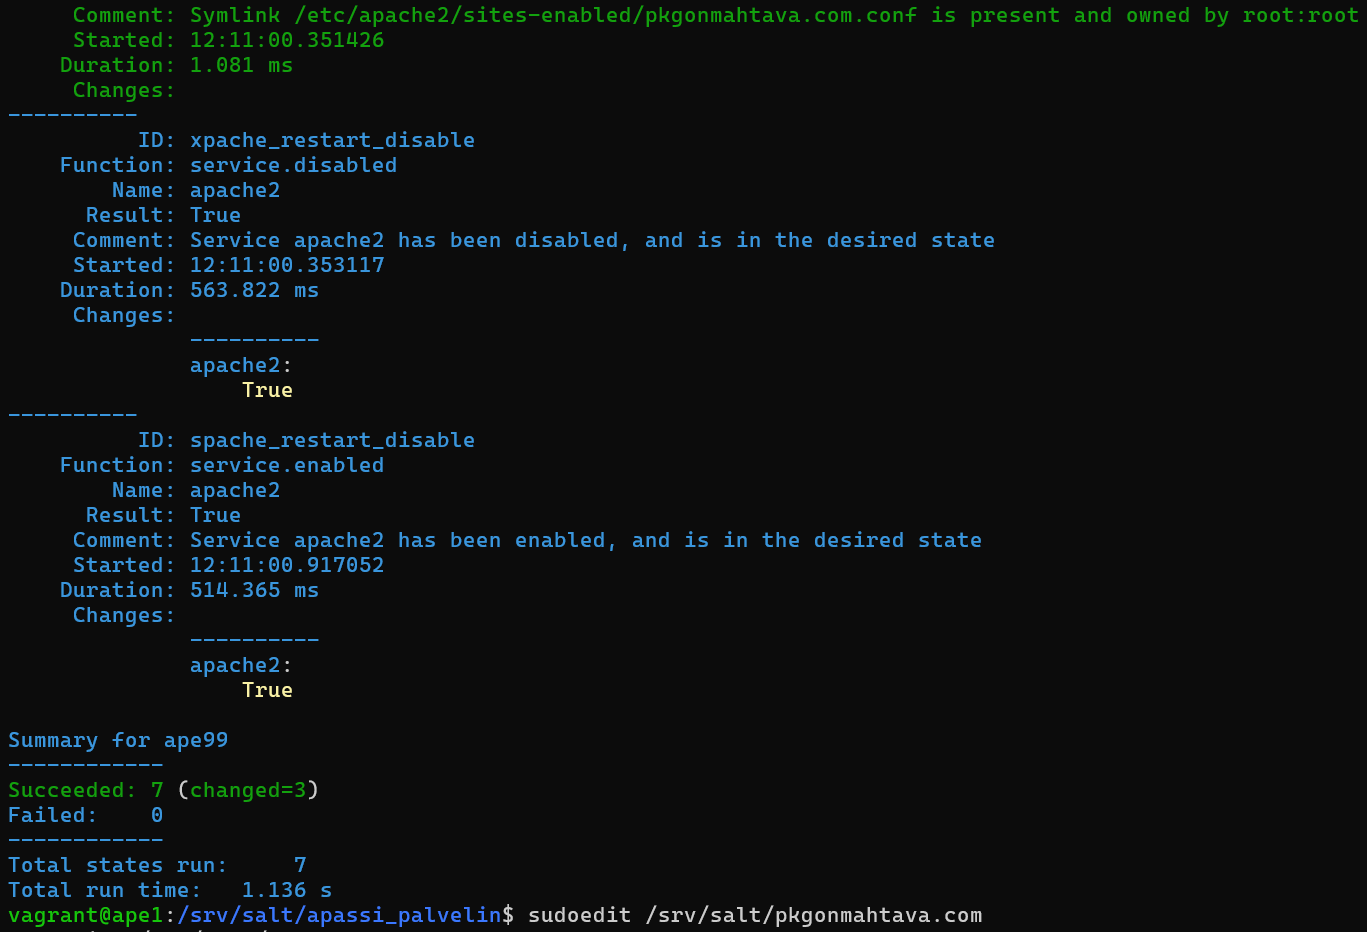 Comment: Symlink /etc/apache2/sites-enabled/pkgonmahtava.com.conf is present and owned by root:root
Started: 12:11:00.351426
Duration: 1.081 ms
Changes:
----------
ID: xpache_restart_disable
Function: service.disabled
Name: apache2
Result: True
Comment: Service apache2 has been disabled, and is in the desired state
Started: 12:11:00.353117
Duration: 563.822 ms
Changes:
----------
apache2:
True
----------
ID: spache_restart_disable
Function: service.enabled
Name: apache2
Result: True
Comment: Service apache2 has been enabled, and is in the desired state
Started: 12:11:00.917052
Duration: 514.365 ms
Changes:
----------
apache2:
True
Summary for ape99
------------
Succeeded: 7 (changed=3)
Failed: 0
------------
Total states run: 7
Total run time: 1.136 s
vagrant@ape1:/srv/salt/apassi_palvelin$ sudoedit /srv/salt/pkgonmahtava.com